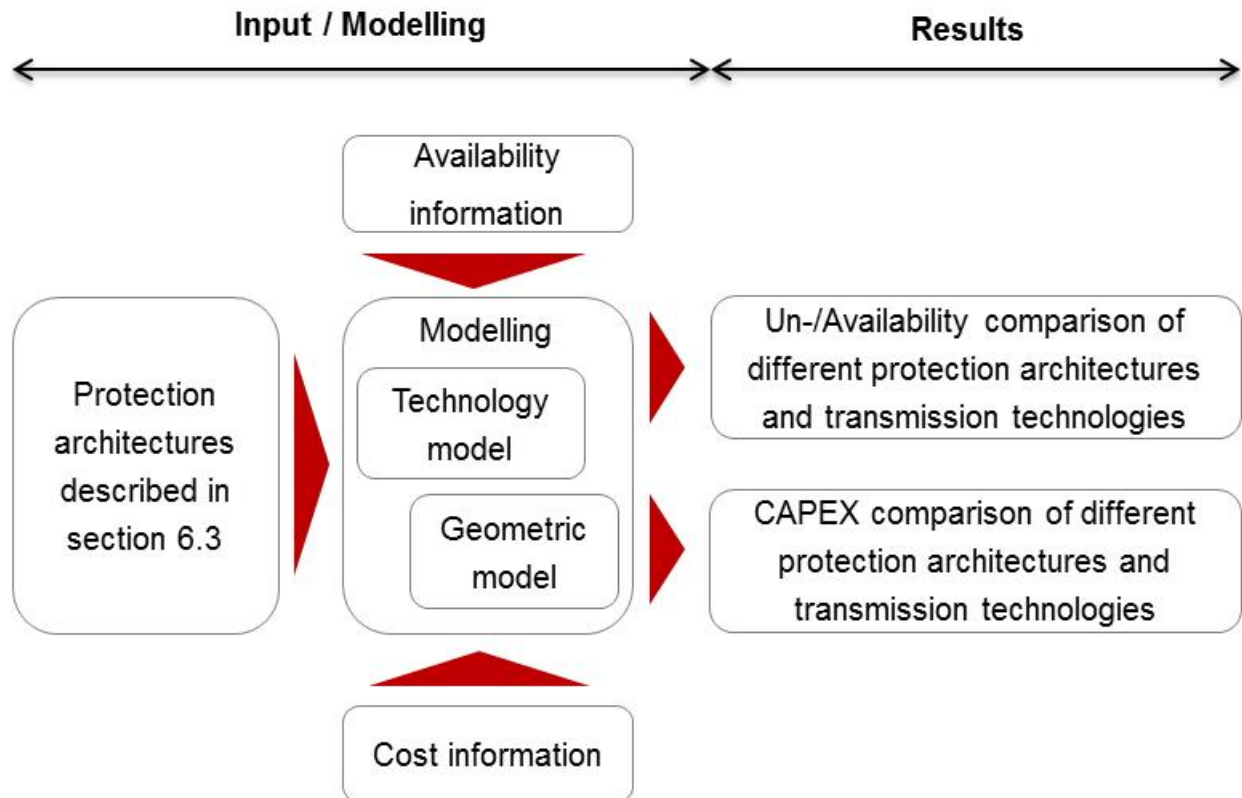 Input / Modelling
Results
Availability
information
Protection
architectures
described in
section 6.3
Modelling
Technology
model
Geometric
model
Un-/Availability comparison of
different protection architectures
and transmission technologies
CAPEX comparison of different
protection architectures and
transmission technologies
Cost information